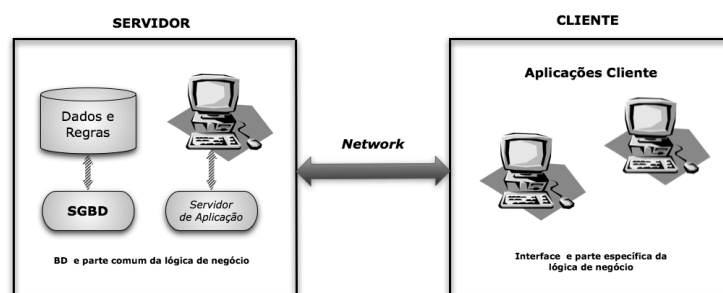 SERVIDOR
CLIENTE
Dados e
Regras
SGBD
Servidor
de Aplicação
BD e parte comum da lógica de negócio
Network
Aplicações Cliente
Interface e parte específica da
lógica de negócio